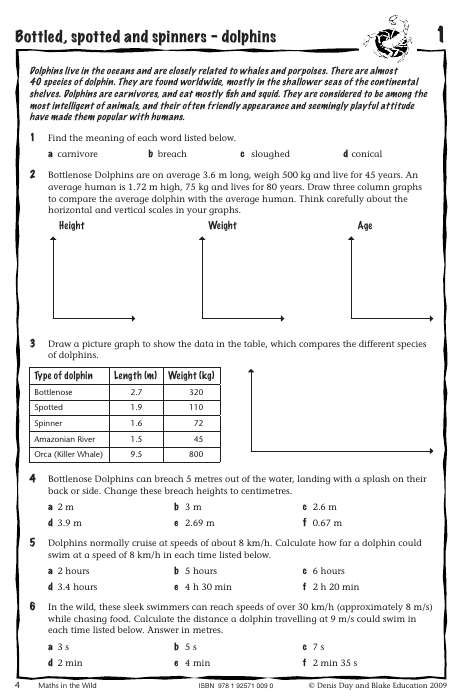 Bottled, spotted and spinners – dolphins
1
Dolphins live in the oceans and are closely related to whales and porpoises. There are almost
40 species of dolphin. They are found worldwide, mostly in the shallower seas of the continental
shelves. Dolphins are carnivores, and eat mostly fish and squid. They are considered to be among the
most intelligent of animals, and their often friendly appearance and seemingly playful attitude
have made them popular with humans.
1 Find the meaning of each word listed below.
a carnivore b breach c sloughed d conical
2 Bottlenose Dolphins are on average 3.6 m long, weigh 500 kg and live for 45 years. An
average human is 1.72 m high, 75 kg and lives for 80 years. Draw three column graphs
to compare the average dolphin with the average human. Think carefully about the
horizontal and vertical scales in your graphs.
Height Weight Age
3 Draw a picture graph to show the data in the table, which compares the different species
of dolphins.
Type of dolphin Length (m) Weight (kg)
Bottlenose 2.7 320
Spotted 1.9 110
Spinner 1.6 72
Amazonian River 1.5 45
Orca (Killer Whale) 9.5 800
4 Bottlenose Dolphins can breach 5 metres out of the water, landing with a splash on their
back or side. Change these breach heights to centimetres.
a 2 m b 3 m c 2.6 m
d 3.9 m e 2.69 m f 0.67 m
5 Dolphins normally cruise at speeds of about 8 km/h. Calculate how far a dolphin could
swim at a speed of 8 km/h in each time listed below.
a 2 hours b 5 hours c 6 hours
d 3.4 hours e 4 h 30 min f 2 h 20 min
6 In the wild, these sleek swimmers can reach speeds of over 30 km/h (approximately 8 m/s)
while chasing food. Calculate the distance a dolphin travelling at 9 m/s could swim in
each time listed below. Answer in metres.
a 3 s b 5 s c 7 s
d 2 min e 4 min f 2 min 35 s
4 Maths in the Wild ISBN 978 1 92571 009 0 © Denis Day and Blake Education 2009